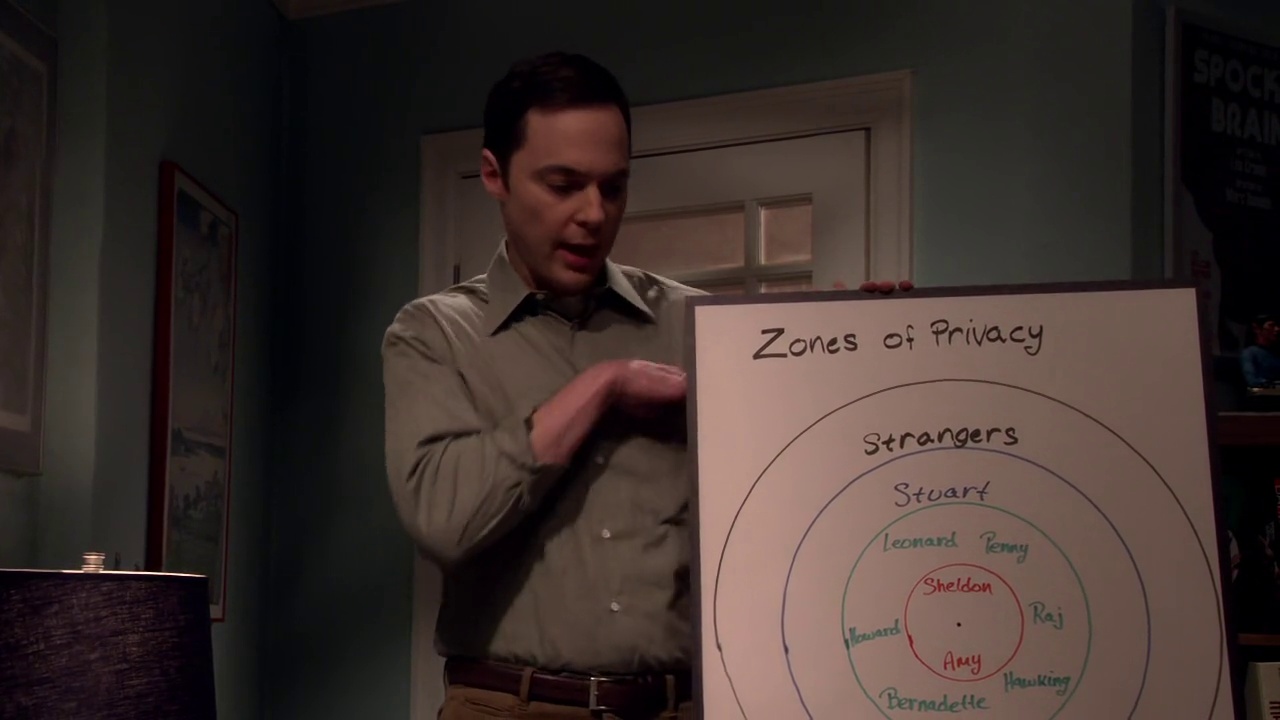 SPOCK
BRAIN
Zones of Privacy
Strangers
Stuart
Leonard Penny
Sheldon
Howard Raj
Amy
Hawking
Bernadette